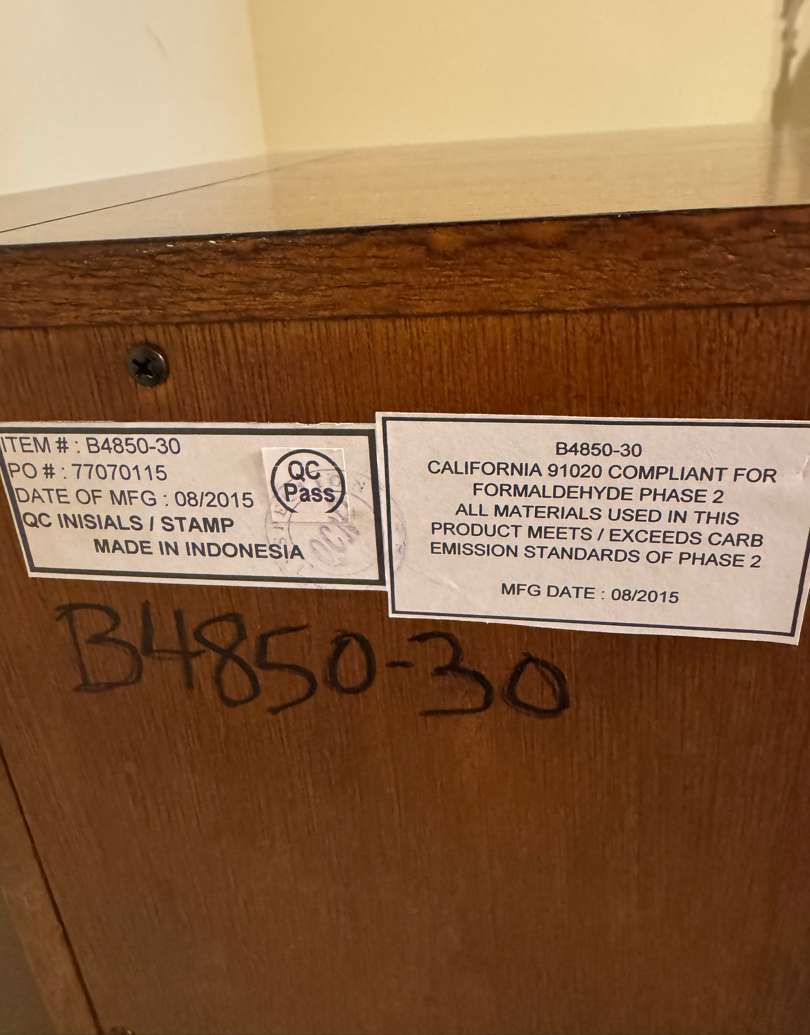 ITEM # : B4850-30
PO # : 77070115
DATE OF MFG : 08/2015
QC INISIALS / STAMP
MADE IN INDONESIA
QC
Pass
B4850-30
CALIFORNIA 91020 COMPLIANT FOR
FORMALDEHYDE PHASE 2
ALL MATERIALS USED IN THIS
PRODUCT MEETS / EXCEEDS CARB
EMISSION STANDARDS OF PHASE 2
MFG DATE : 08/2015
B4850-30